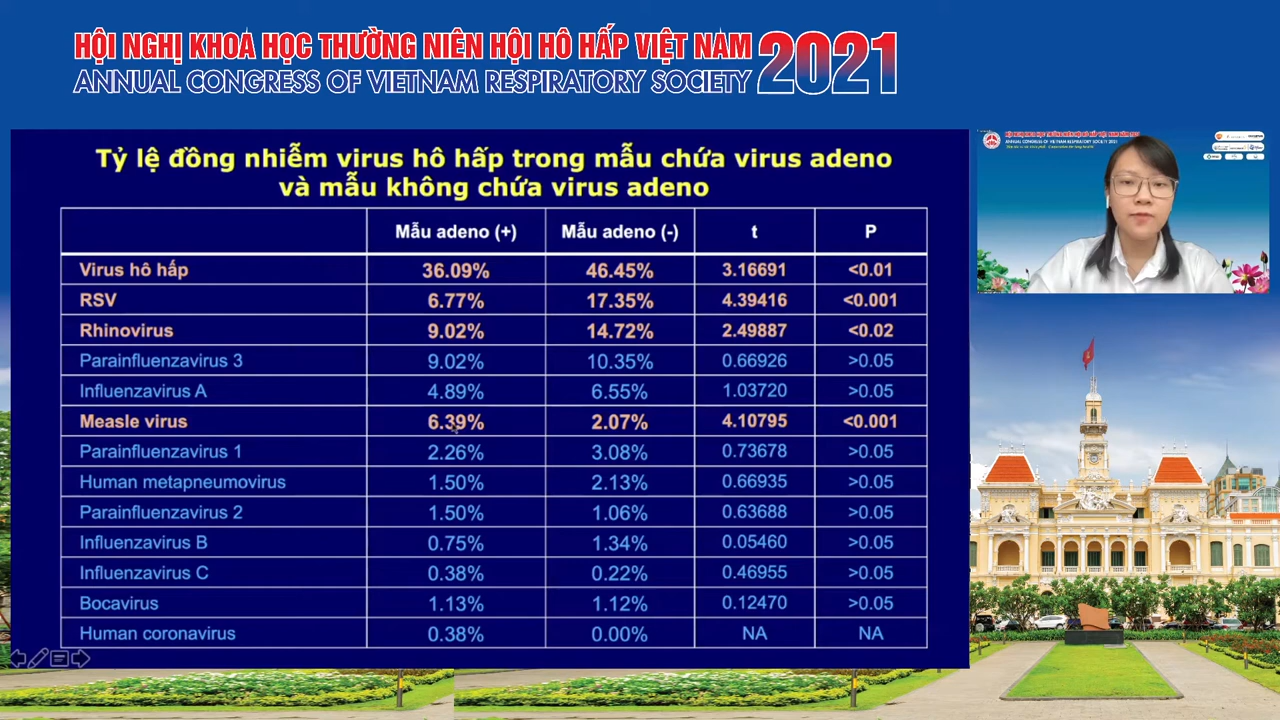 HỘI NGHỊ KHOA HỌC THƯỜNG NIÊN HỘI HÔ HẤP VIỆT NAM 2021
ANNUAL CONGRESS OF VIETNAM RESPIRATORY SOCIETY
Tỷ lệ đồng nhiễm virus hô hấp trong mẫu chứa virus adeno
và mẫu không chứa virus adeno
Mẫu adeno (+) Mẫu adeno (-) t P
Virus hô hấp 36.09% 46.45% 3.16691 <0.01
RSV 6.77% 17.35% 4.39416 <0.001
Rhinovirus 9.02% 14.72% 2.49887 <0.02
Parainfluenzavirus 3 9.02% 10.35% 0.66926 >0.05
Influenzavirus A 4.89% 6.55% 1.03720 >0.05
Measle virus 6.39% 2.07% 4.10795 <0.001
Parainfluenzavirus 1 2.26% 3.08% 0.73678 >0.05
Human metapneumovirus 1.50% 2.13% 0.66935 >0.05
Parainfluenzavirus 2 1.50% 1.06% 0.63688 >0.05
Influenzavirus B 0.75% 1.34% 0.05460 >0.05
Influenzavirus C 0.38% 0.22% 0.46955 >0.05
Bocavirus 1.13% 1.12% 0.12470 >0.05
Human coronavirus 0.38% 0.00% NA NA